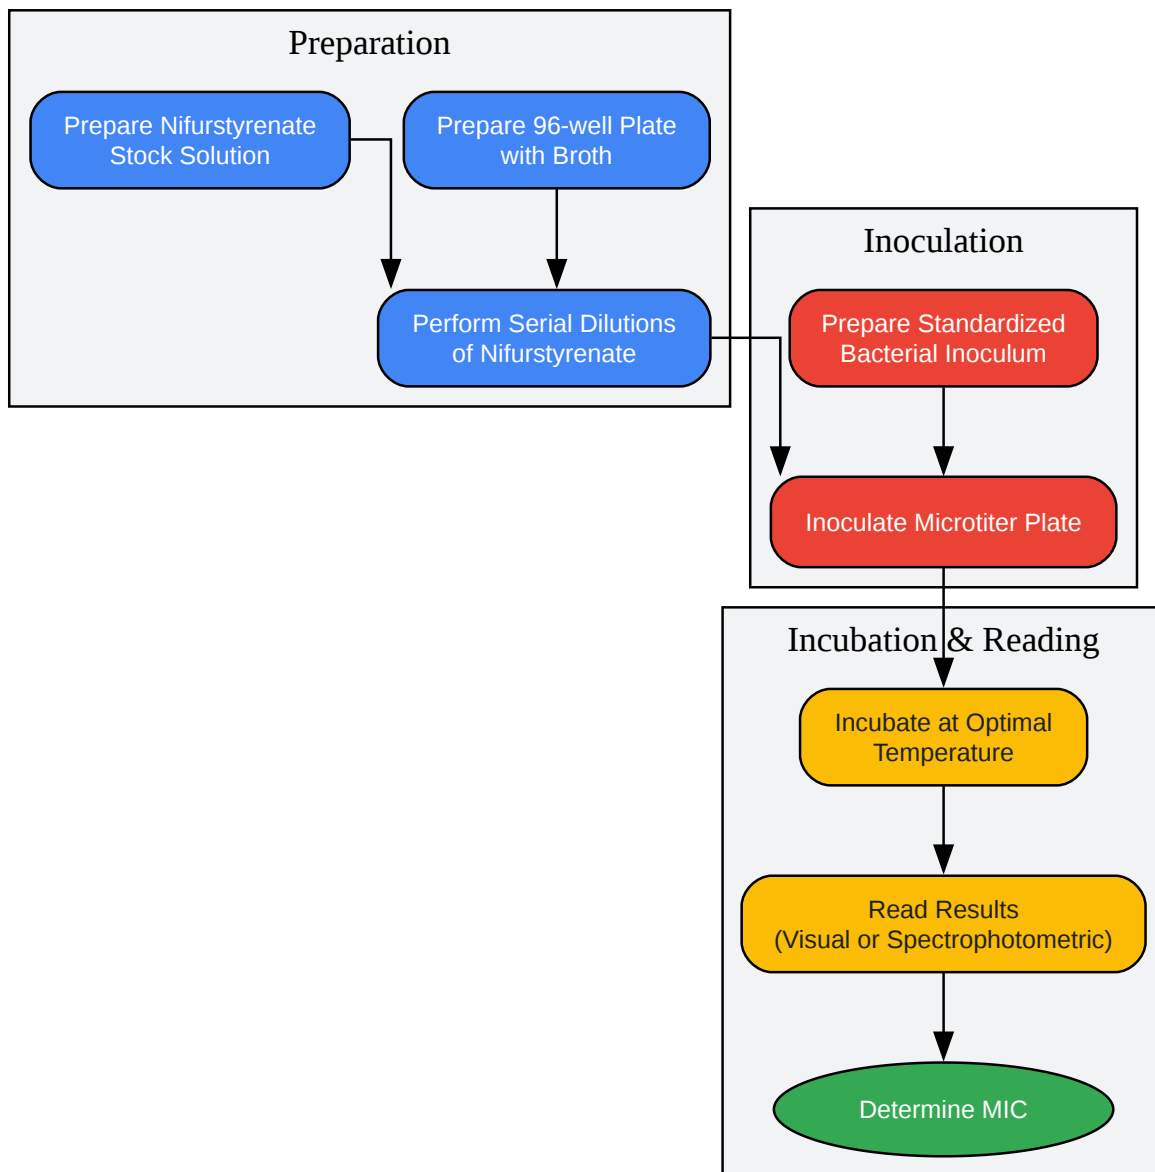 Preparation
Prepare Nifurstyrenate
Stock Solution
Prepare 96-well Plate
with Broth
Perform Serial Dilutions
of Nifurstyrenate
Inoculation
Prepare Standardized
Bacterial Inoculum
Inoculate Microtiter Plate
Incubation & Reading
Incubate at Optimal
Temperature
Read Results
(Visual or Spectrophotometric)
Determine MIC